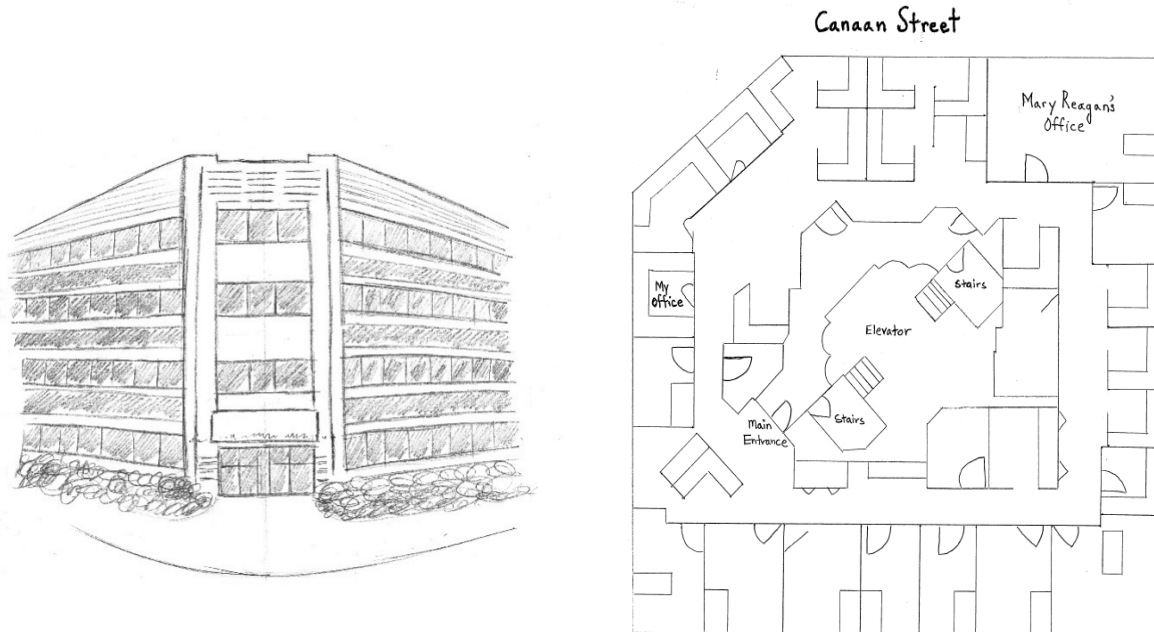 Canaan Street
Mary Reagan's
Office
My
Office
Stairs
Elevator
Stairs
Main
Entrance